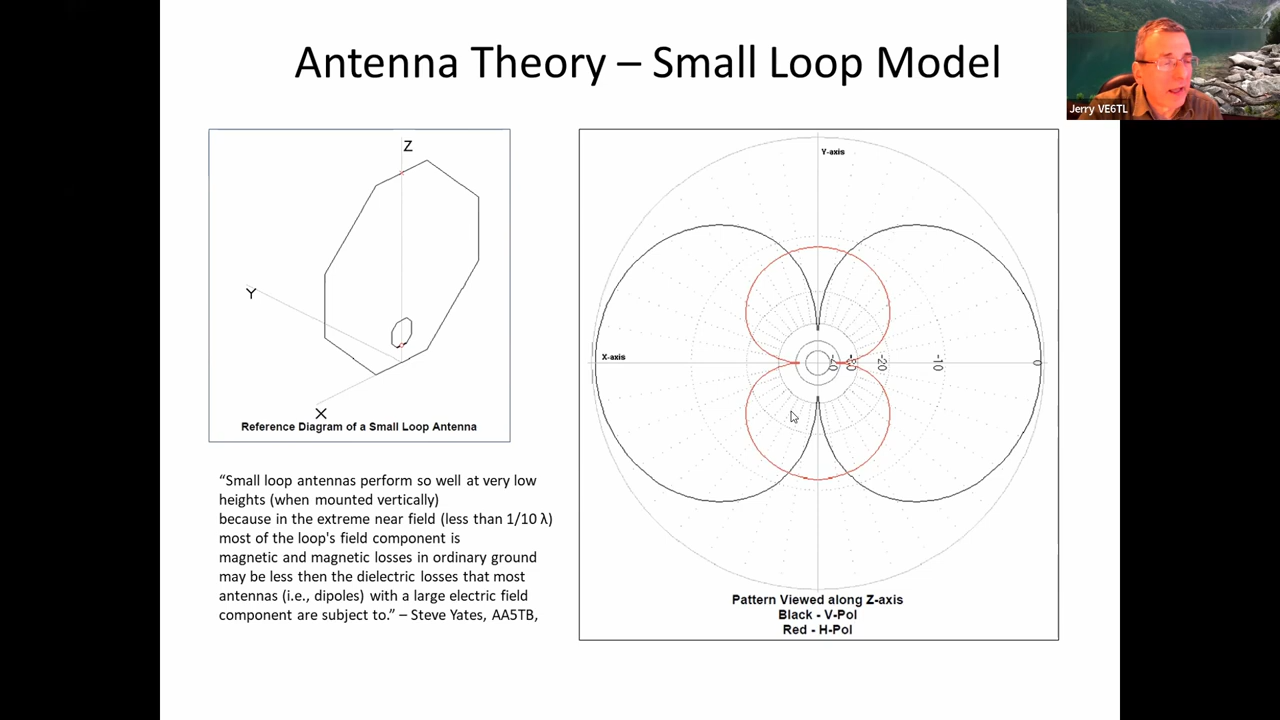 Antenna Theory – Small Loop Model
Jerry VE6TL
Z
Y
X
Reference Diagram of a Small Loop Antenna
“Small loop antennas perform so well at very low
heights (when mounted vertically)
because in the extreme near field (less than 1/10 λ)
most of the loop's field component is
magnetic and magnetic losses in ordinary ground
may be less then the dielectric losses that most
antennas (i.e., dipoles) with a large electric field
component are subject to.” – Steve Yates, AA5TB,
Y-axis
X-axis
-20
-10
0
Pattern Viewed along Z-axis
Black - V-Pol
Red - H-Pol